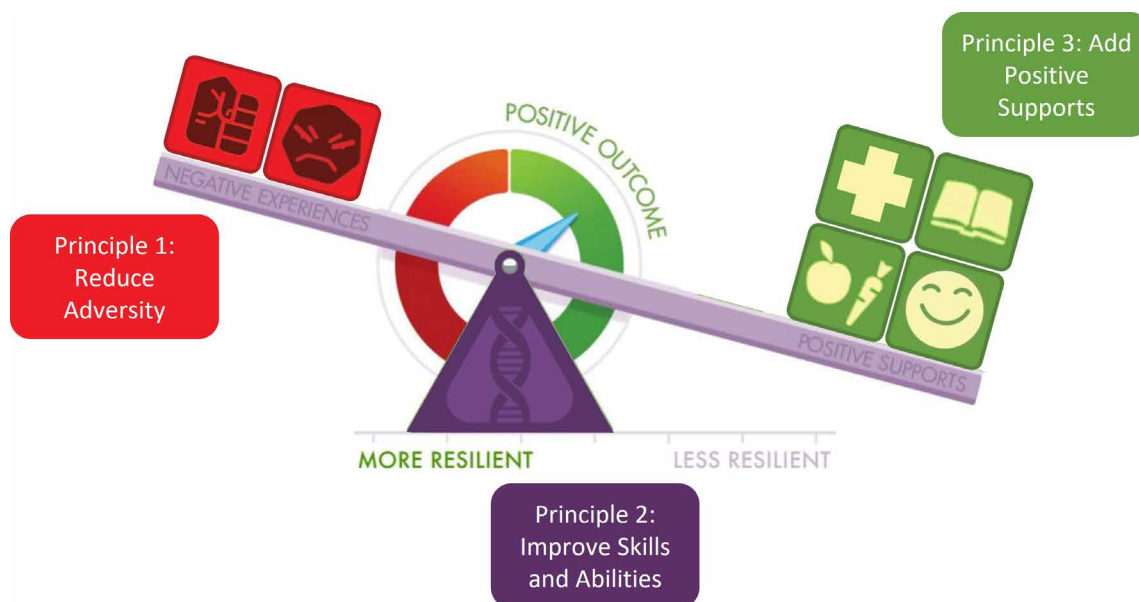 Principle 3: Add
Positive
Supports
POSITIVE OUTCOME
NEGATIVE EXPERIENCES
Principle 1:
Reduce
Adversity
POSITIVE SUPPORTS
MORE RESILIENT
LESS RESILIENT
Principle 2:
Improve Skills
and Abilities